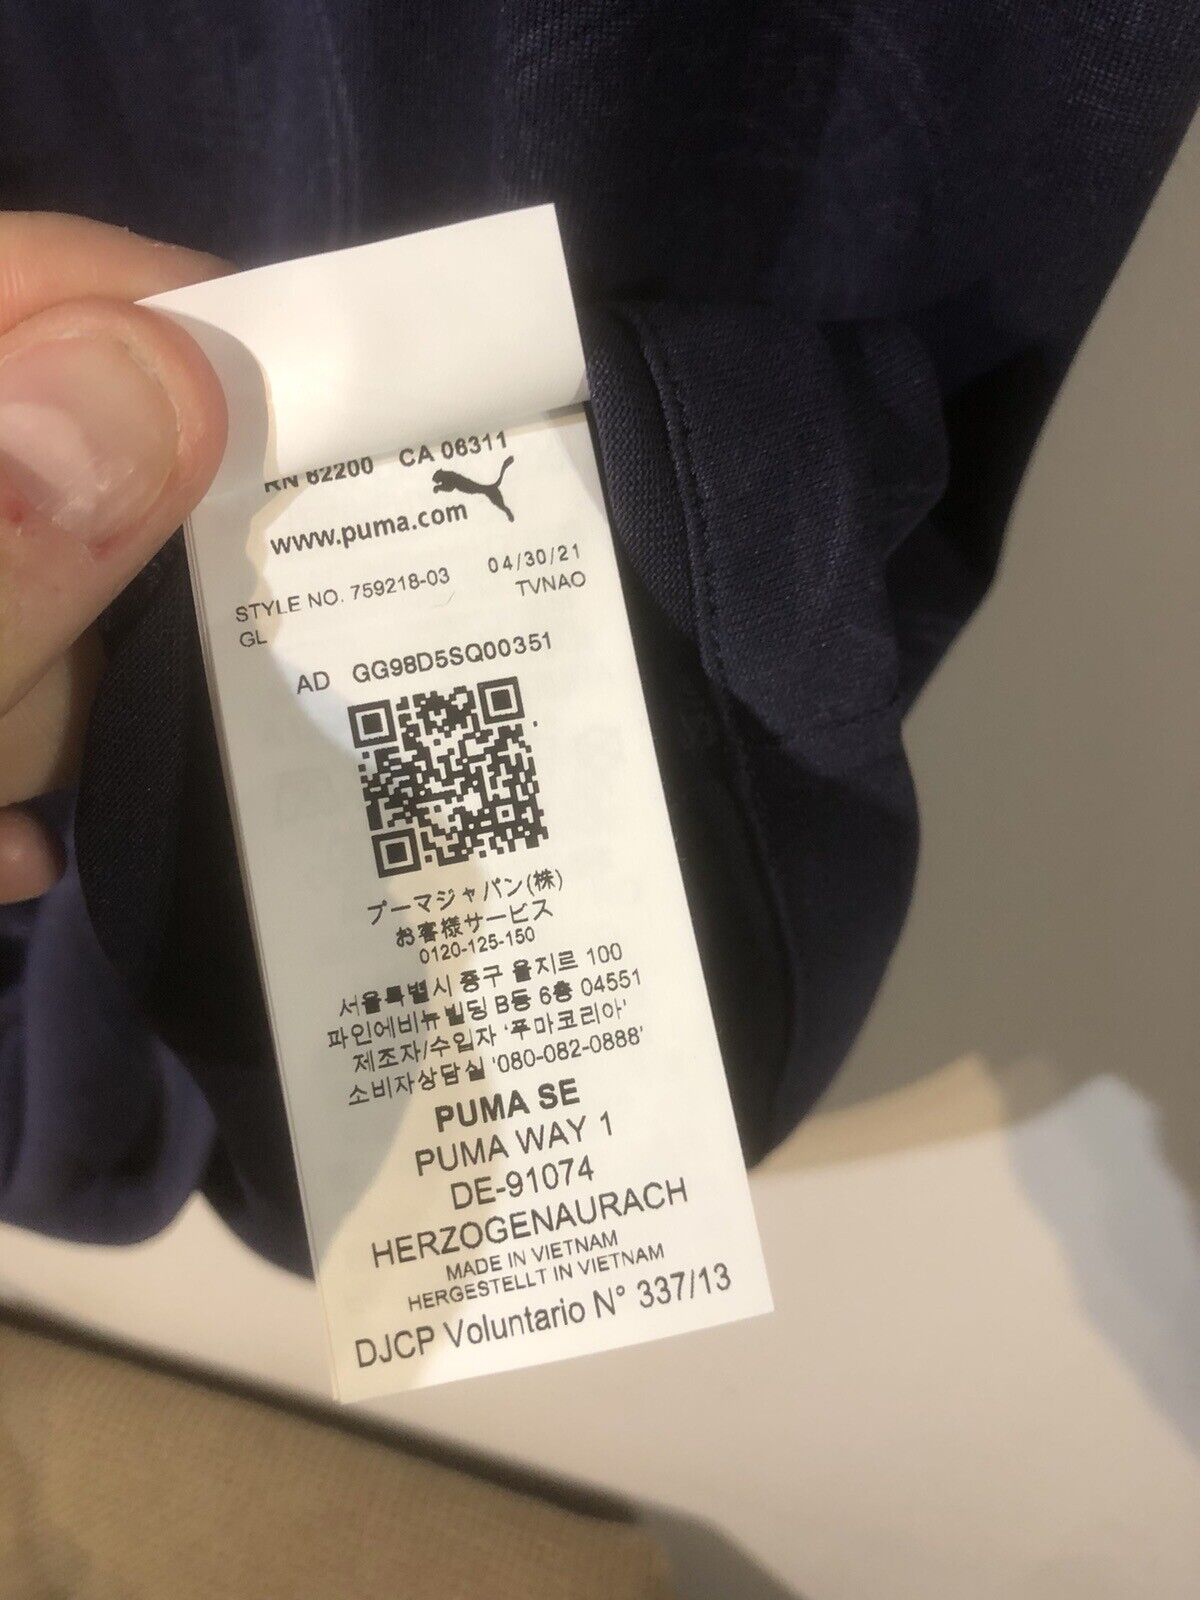 RN 62200 CA 06311
www.puma.com
STYLE NO. 759218-03 04/30/21
GL TVNAO
AD GG98D5SQ00351
プーマジャパン(株)
お客様サービス
0120-125-150
서울특별시 중구 을지로 100
파인에비뉴빌딩 B동 6층 04551
제조자/수입자 '푸마코리아'
소비자상담실 '080-082-0888'
PUMA SE
PUMA WAY 1
DE-91074
HERZOGENAURACH
MADE IN VIETNAM
HERGESTELLT IN VIETNAM
DJCP Voluntario N° 337/13